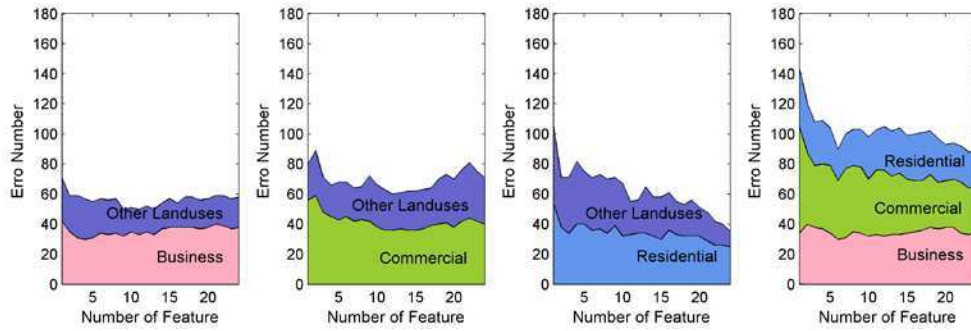 180 180 180 180
160 160 160 160
140 140 140 140
120 120 120 120
100 100 100 100
80 80 80 80
60 60 60 60
40 40 40 40
20 20 20 20
0 0 0 0
Erro Number Erro Number Erro Number Erro Number
Other Landuses Other Landuses Other Landuses Residential
Commercial
Business Commercial Residential Business
5 10 15 20 5 10 15 20 5 10 15 20 5 10 15 20
Number of Feature Number of Feature Number of Feature Number of Feature